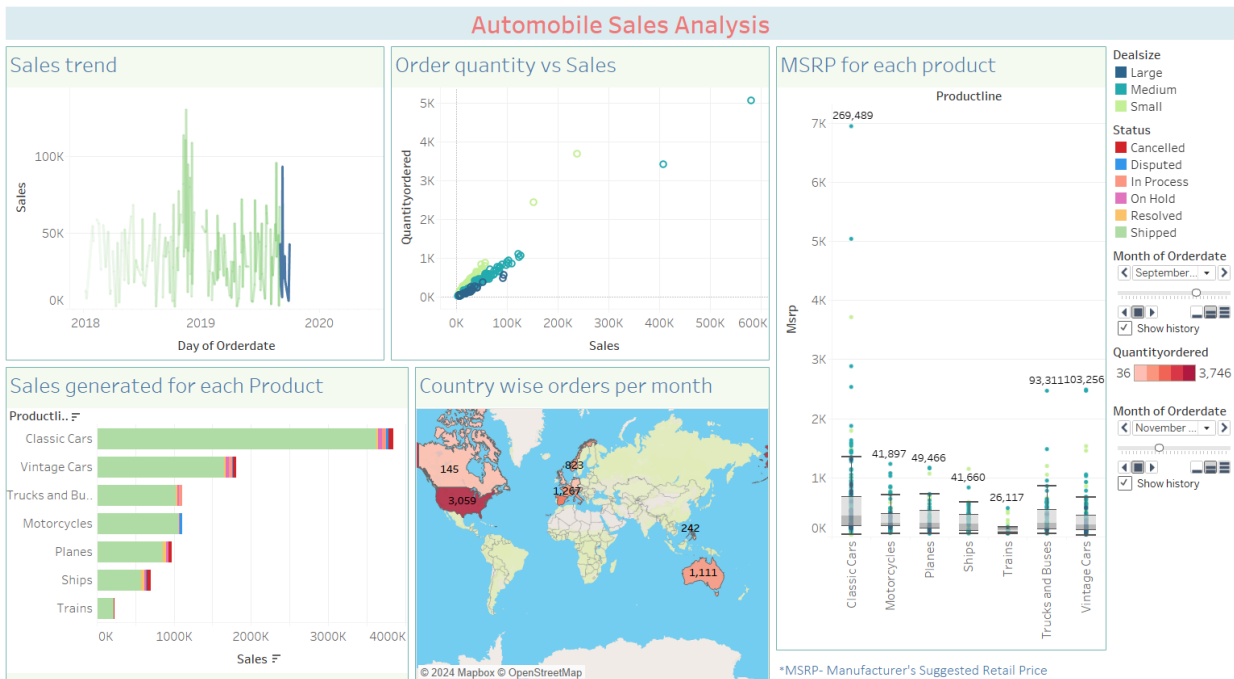 Automobile Sales Analysis
Sales trend
Sales
100K
50K
0K
2018
2019
2020
Day of Orderdate
Order quantity vs Sales
Quantityordered
5K
4K
3K
2K
1K
0K
0K
100K
200K
300K
400K
500K
600K
Sales
MSRP for each product
Productline
Msrp
7K
6K
5K
4K
3K
2K
1K
0K
269,489
41,897
49,466
41,660
26,117
93,311
103,256
Classic Cars
Motorcycles
Planes
Ships
Trains
Trucks and Buses
Vintage Cars
*MSRP- Manufacturer's Suggested Retail Price
Dealsize
Large
Medium
Small
Status
Cancelled
Disputed
In Process
On Hold
Resolved
Shipped
Month of Orderdate
September...
Show history
Quantityordered
36
3,746
Month of Orderdate
November ...
Show history
Sales generated for each Product
Productli..
Classic Cars
Vintage Cars
Trucks and Bu..
Motorcycles
Planes
Ships
Trains
0K
1000K
2000K
3000K
4000K
Sales
Country wise orders per month
145
3,059
823
1,267
242
1,111
© 2024 Mapbox © OpenStreetMap